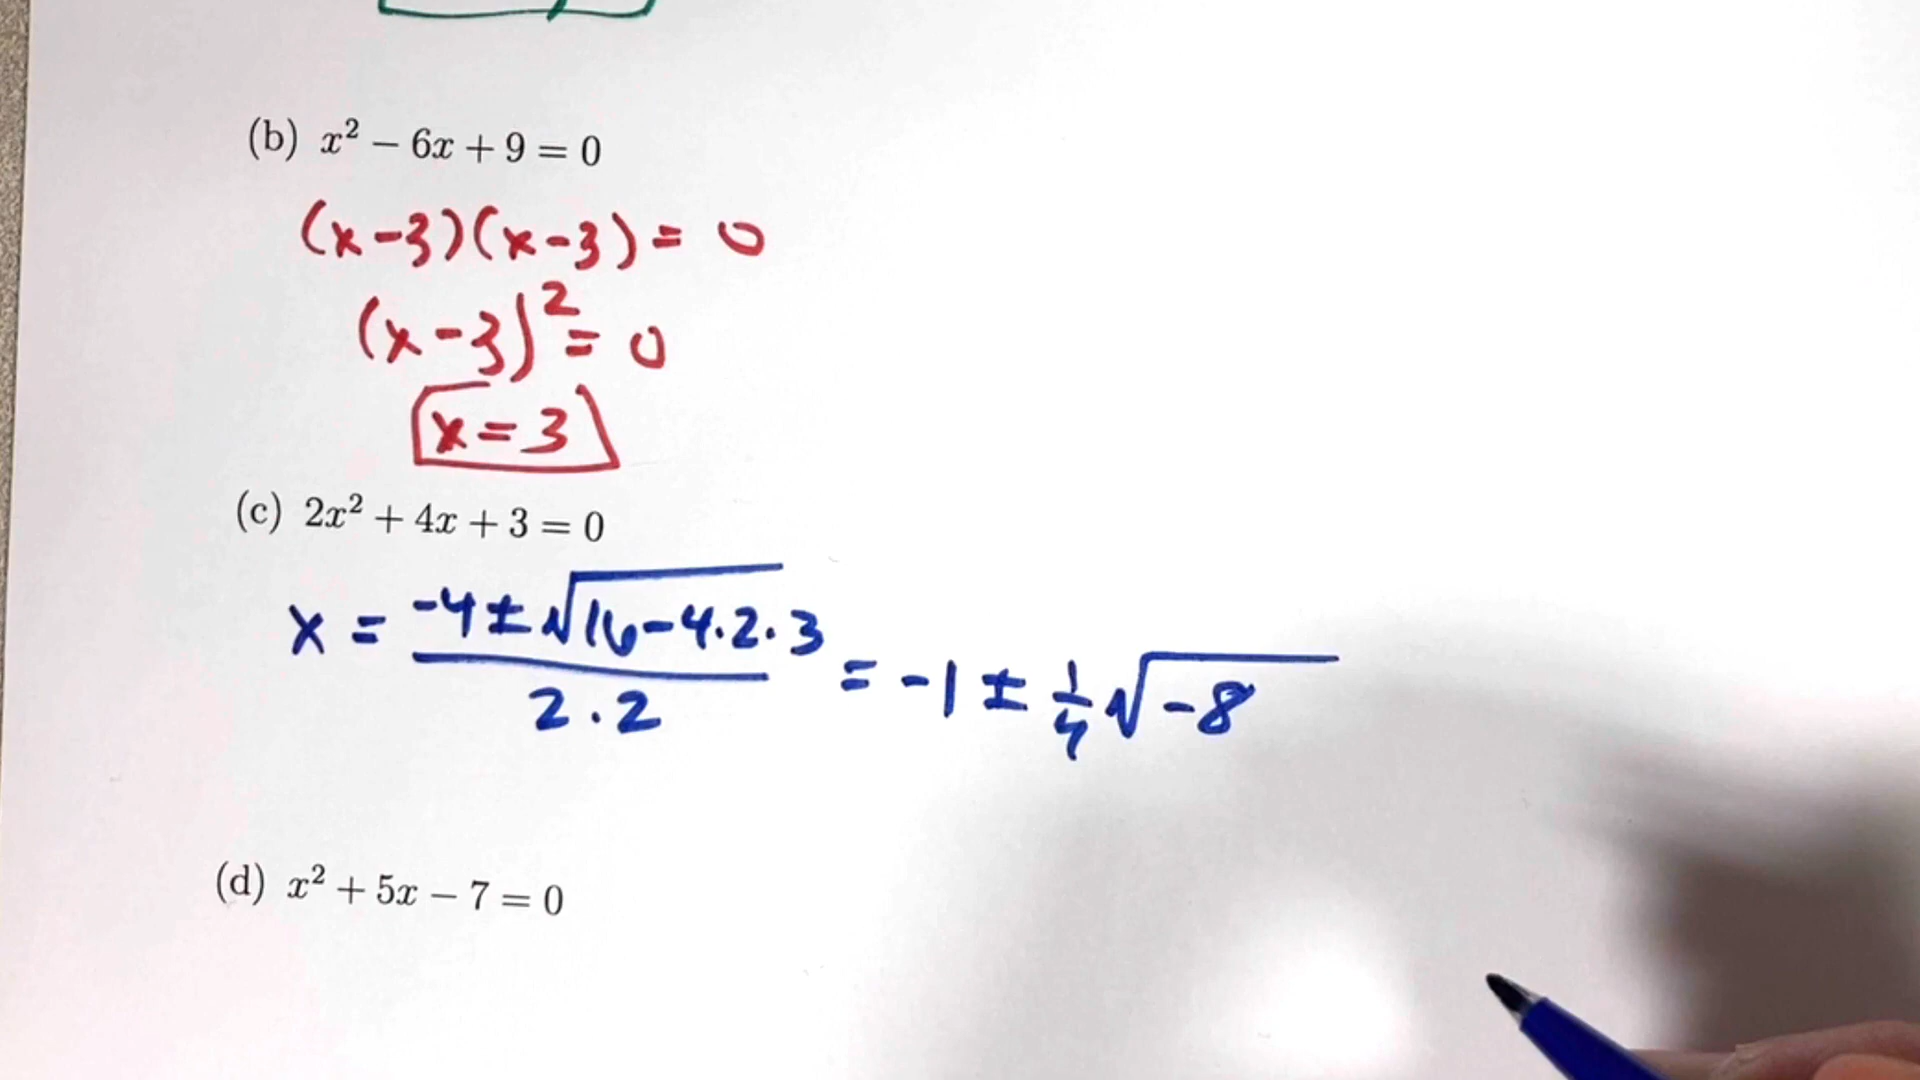 (b) x² − 6x + 9 = 0
(x-3)(x-3) = 0
(x-3)² = 0
x = 3
(c) 2x² + 4x + 3 = 0
x = (-4 ± √(16-4·2·3))/(2·2) = -1 ± 1/4 √(-8)
(d) x² + 5x − 7 = 0